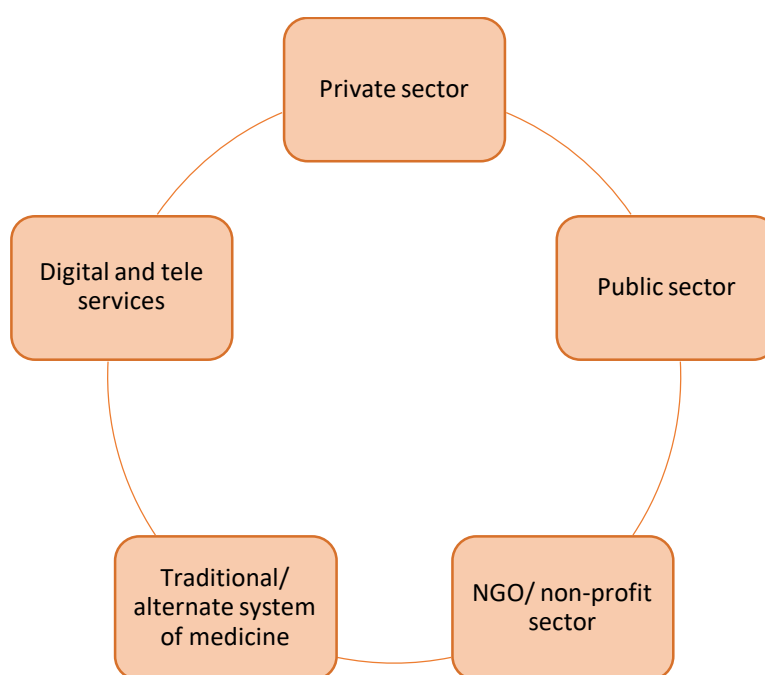 Private sector
Digital and tele
services
Public sector
Traditional/
alternate system
of medicine
NGO/ non-profit
sector